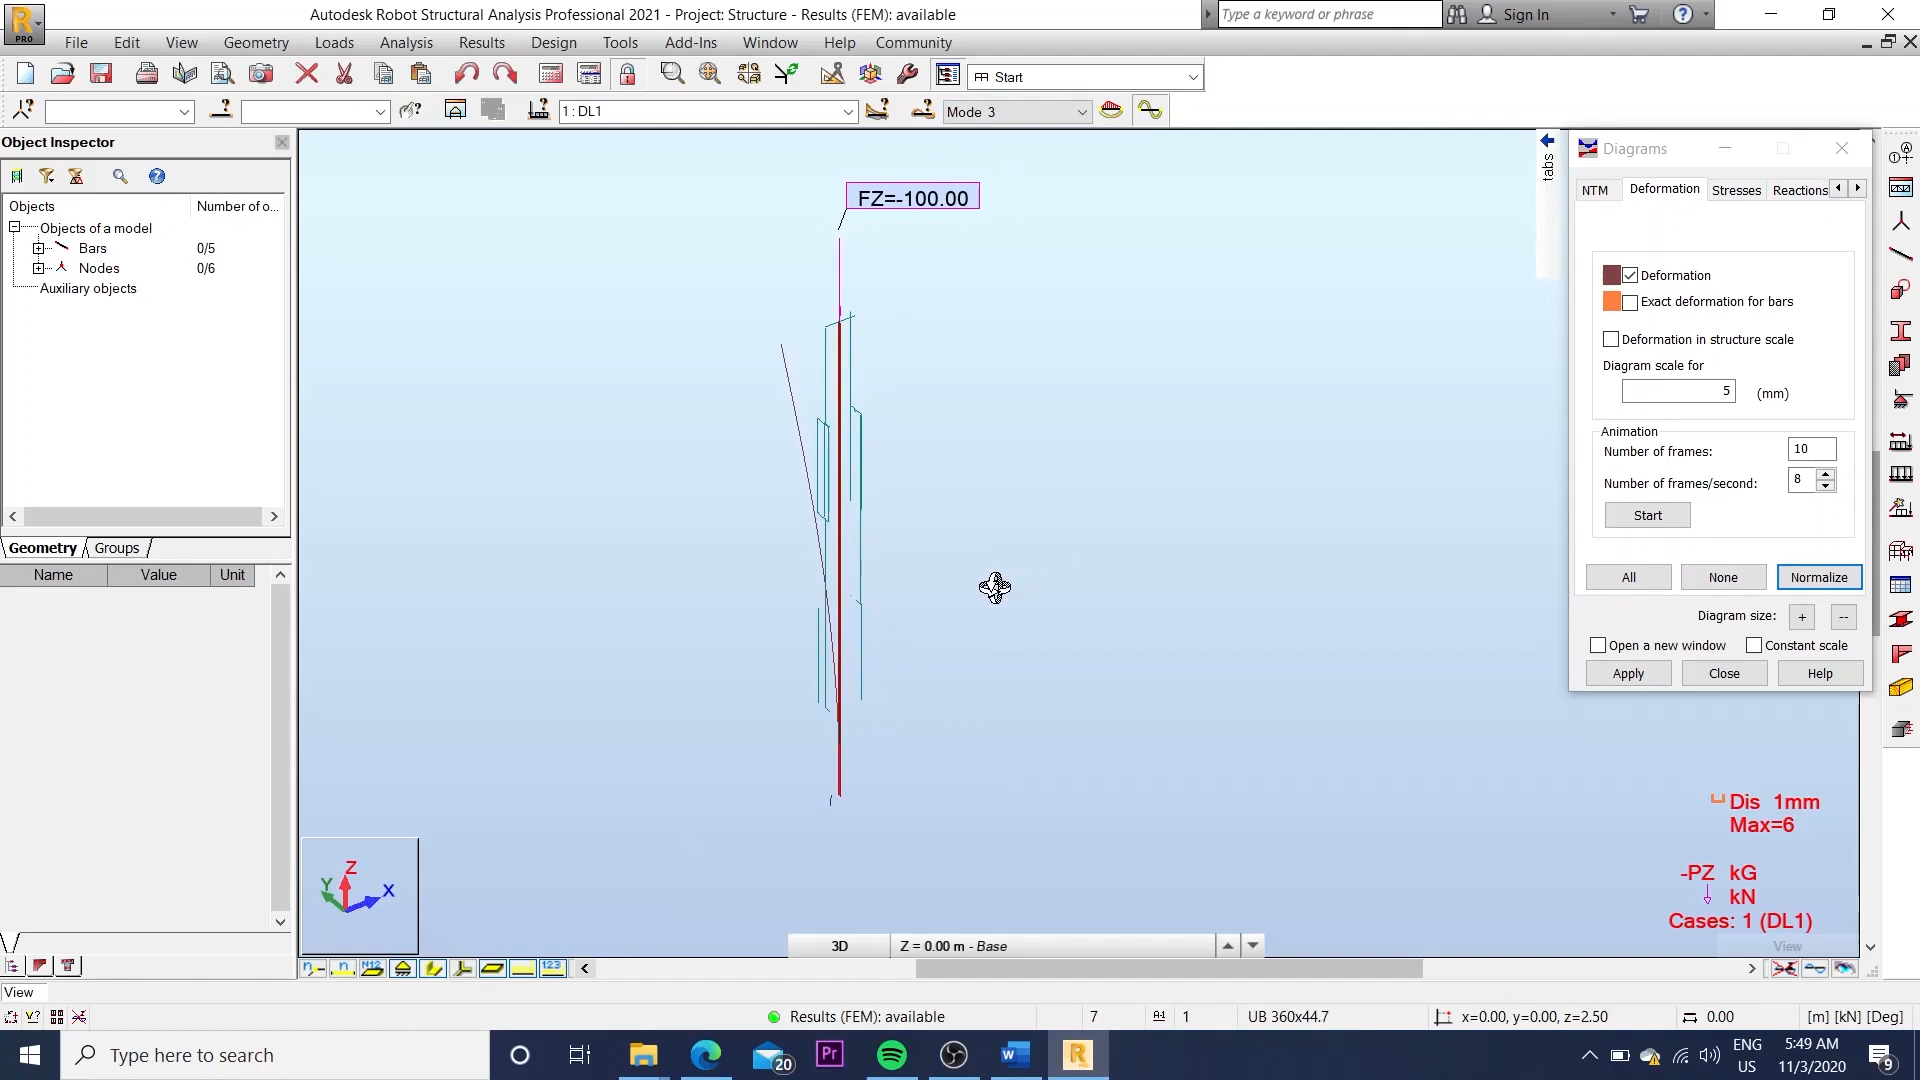 Autodesk Robot Structural Analysis Professional 2021 - Project: Structure - Results (FEM): available
Type a keyword or phrase
Sign In
PRO
File Edit View Geometry Loads Analysis Results Design Tools Add-Ins Window Help Community
Start
1 : DL1
Mode 3
Object Inspector
Objects Number of o...
Objects of a model
Bars 0/5
Nodes 0/6
Auxiliary objects
Geometry Groups
Name Value Unit
FZ=-100.00
tabs
Diagrams
NTM Deformation Stresses Reactions
Deformation
Exact deformation for bars
Deformation in structure scale
Diagram scale for
5 (mm)
Animation
Number of frames: 10
Number of frames/second: 8
Start
All None Normalize
Diagram size: + --
Open a new window Constant scale
Apply Close Help
Dis 1mm
Max=6
-PZ kG
kN
Cases: 1 (DL1)
Z
Y X
3D Z = 0.00 m - Base
View
View
Results (FEM): available 7 1 UB 360x44.7 x=0.00, y=0.00, z=2.50 0.00 [m] [kN] [Deg]
Type here to search
20
Pr
ENG
US
5:49 AM
11/3/2020
9